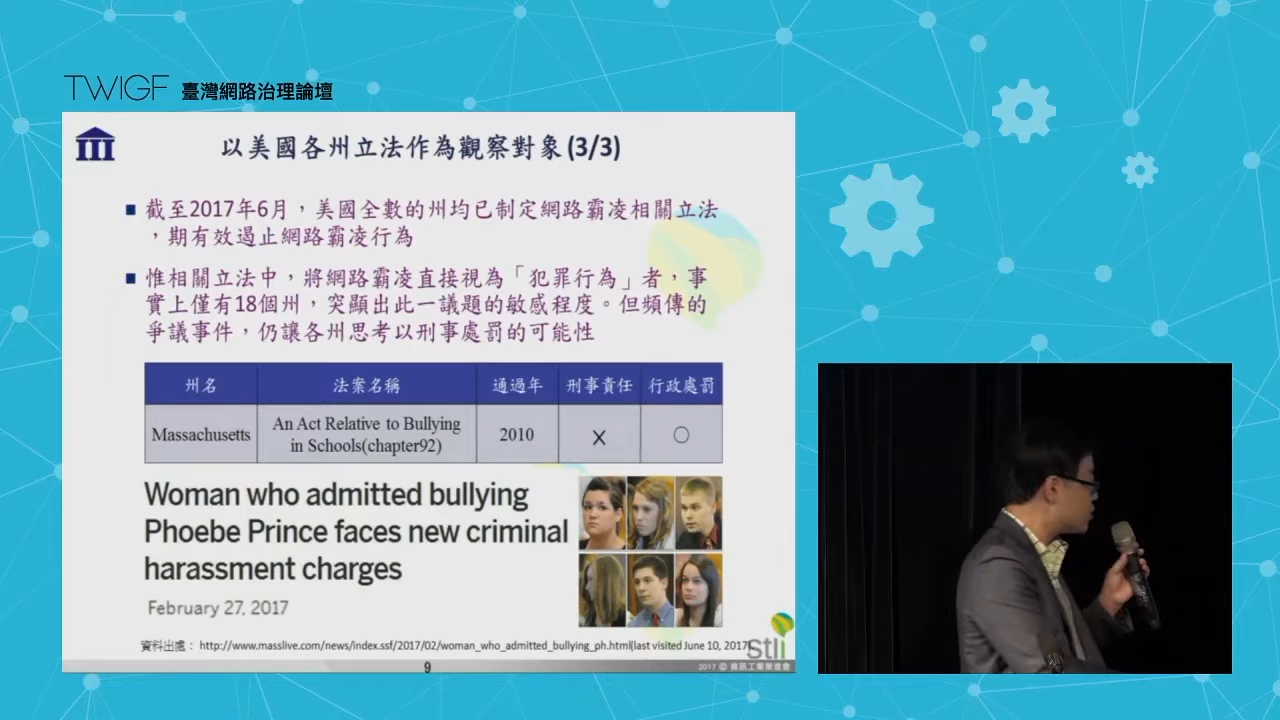 TWIGF 臺灣網路治理論壇
以美國各州立法作為觀察對象(3/3)
截至2017年6月，美國全數的州均已制定網路霸凌相關立法
，期有效遏止網路霸凌行為
惟相關立法中，將網路霸凌直接視為「犯罪行為」者，事
實上僅有18個州，突顯出此一議題的敏感程度。但頻傳的
爭議事件，仍讓各州思考以刑事處罰的可能性
州名 法案名稱 通過年 刑事責任 行政處罰
Massachusetts An Act Relative to Bullying in Schools(chapter92) 2010 X ○
Woman who admitted bullying
Phoebe Prince faces new criminal
harassment charges
February 27, 2017
資料出處： http://www.masslive.com/news/index.ssf/2017/02/woman_who_admitted_bullying_ph.html(last visited June 10, 2017)
Stli
9
2017 © 資訊工業策進會